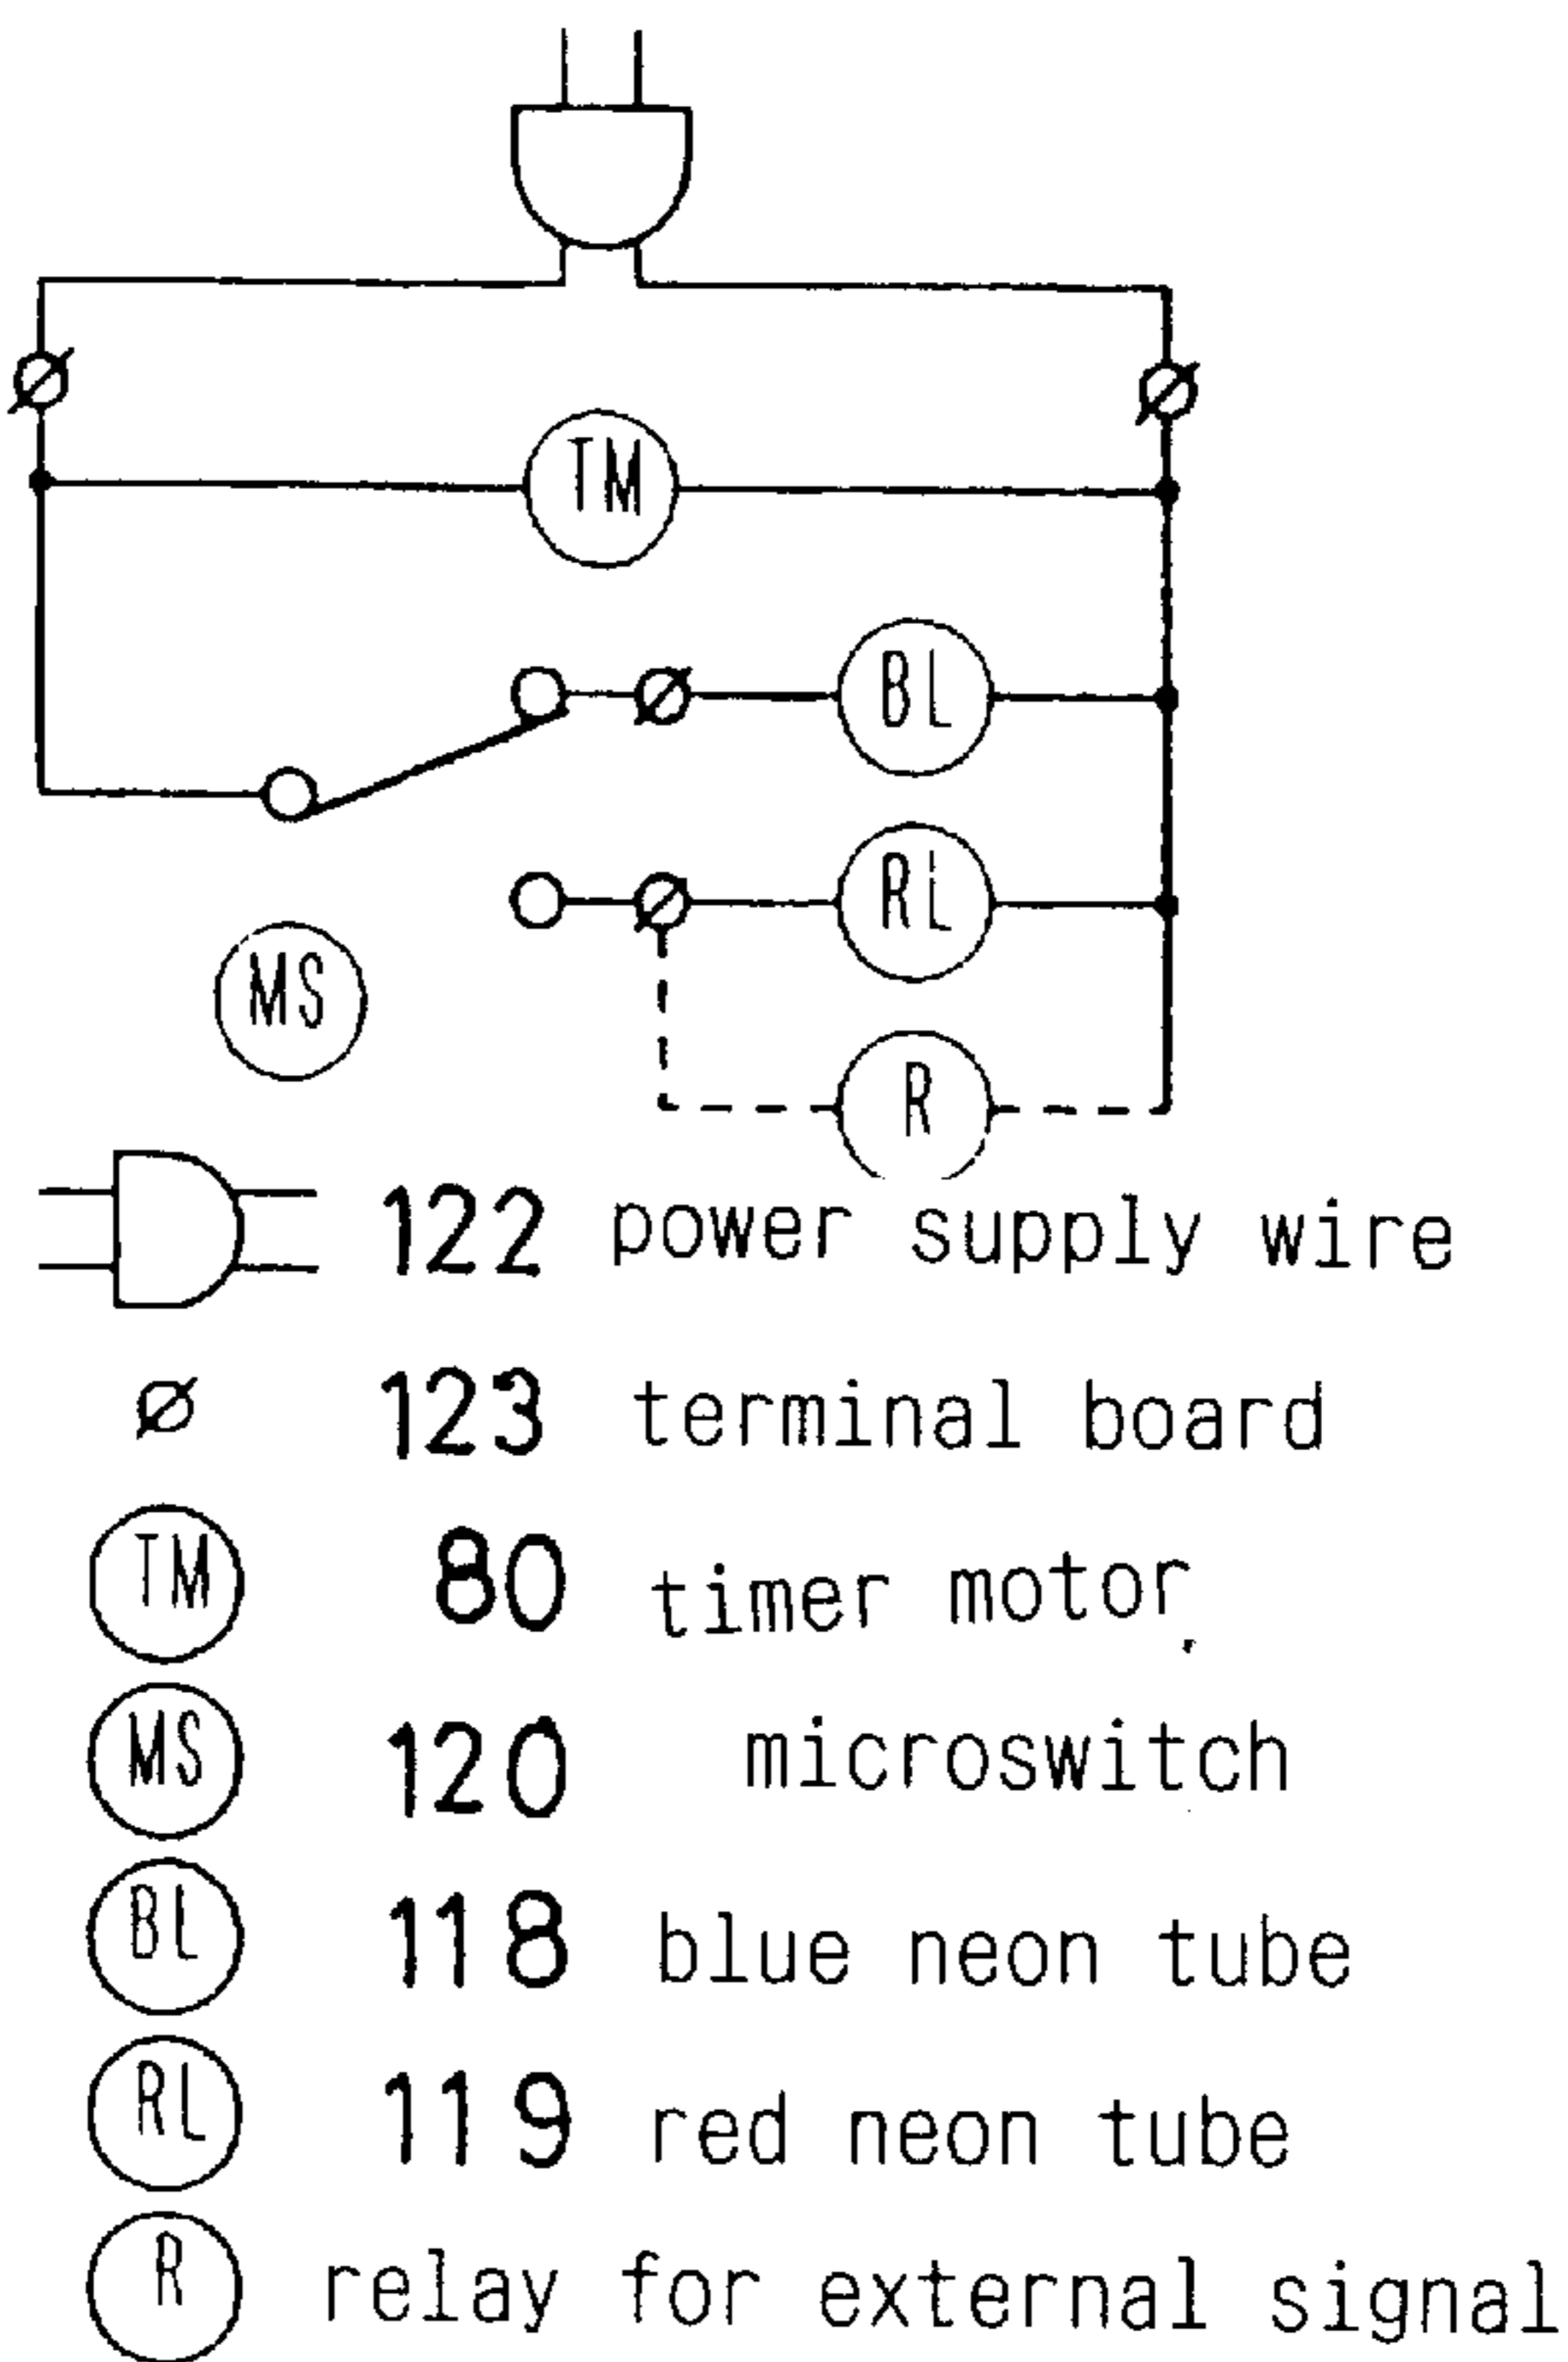 TM
BL
RL
MS
R
122 power supply wire
123 terminal board
TM 80 timer motor
MS 120 microswitch
BL 118 blue neon tube
RL 119 red neon tube
R relay for external signal